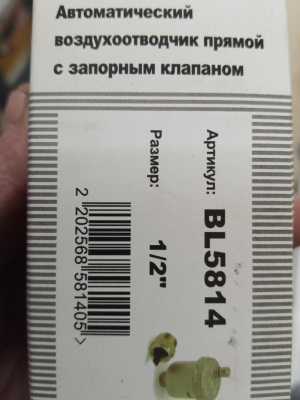 Автоматический
воздухоотводчик прямой
с запорным клапаном
Артикул: BL5814
Размер: 1/2"
2 202568 581405 >